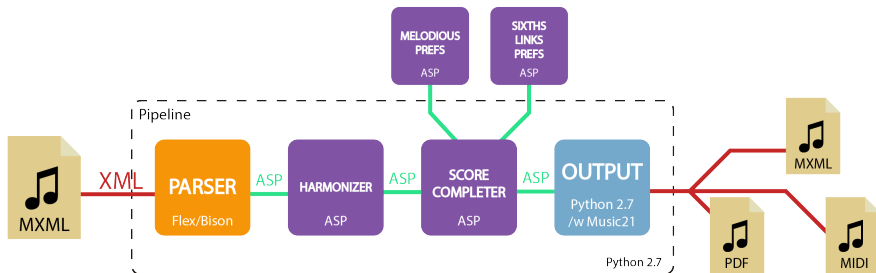 MELODIOUS
PREFS
ASP
SIXTHS
LINKS
PREFS
ASP
Pipeline
MXML
XML
PARSER
Flex/Bison
ASP
HARMONIZER
ASP
ASP
SCORE
COMPLETER
ASP
ASP
OUTPUT
Python 2.7
/w Music21
MXML
PDF
MIDI
Python 2.7